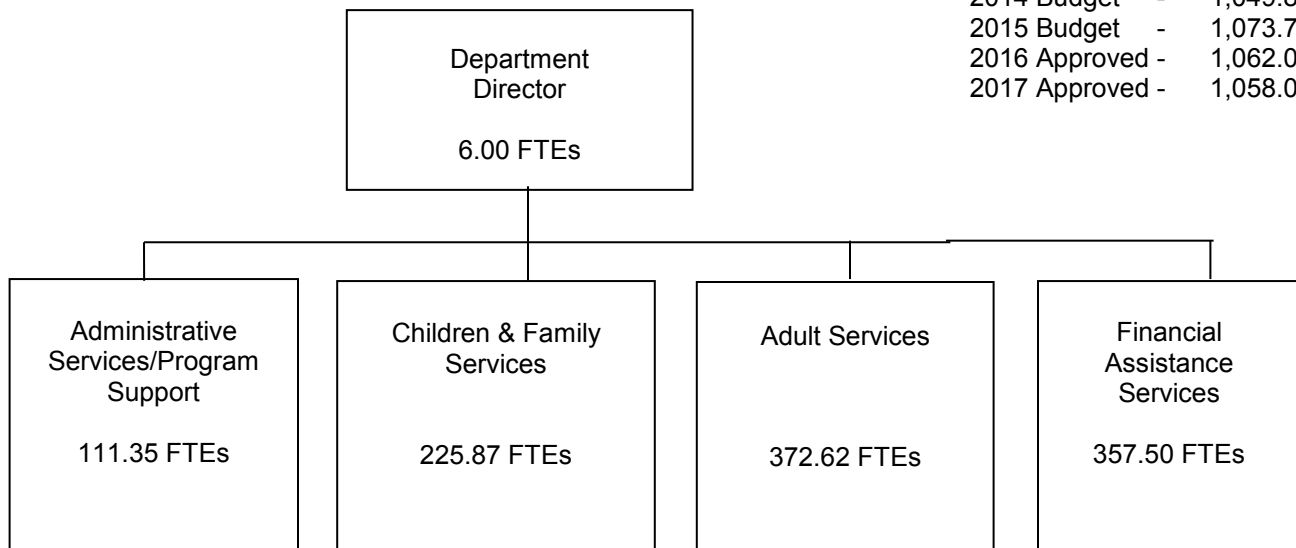 2015 Budget - 1,073.7
2016 Approved - 1,062.0
2017 Approved - 1,058.0
Department
Director
6.00 FTEs
Administrative
Services/Program
Support
111.35 FTEs
Children & Family
Services
225.87 FTEs
Adult Services
372.62 FTEs
Financial
Assistance
Services
357.50 FTEs